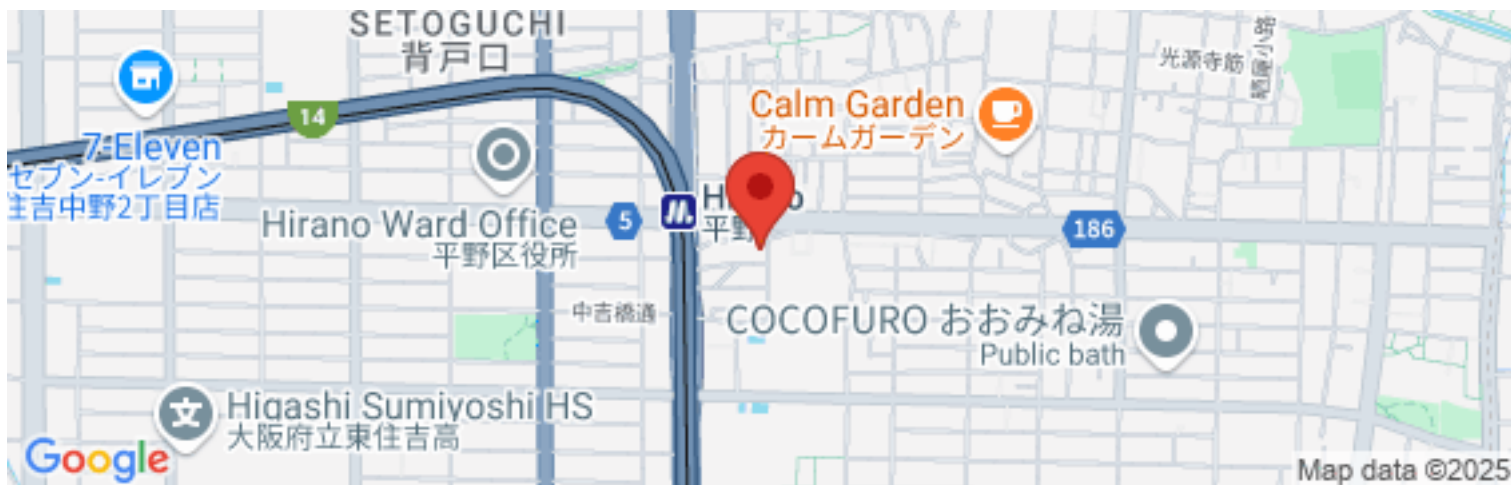 SETOGUCHI
背戸口
光源寺筋
14
7-Eleven
セブン-イレブン
住吉中野2丁目店
Calm Garden
カームガーデン
Hirano Ward Office
平野区役所
5
平野
186
中吉橋通
COCOFURO おおみね湯
Public bath
Higashi Sumiyoshi HS
大阪府立東住吉高
Google
Map data ©2025